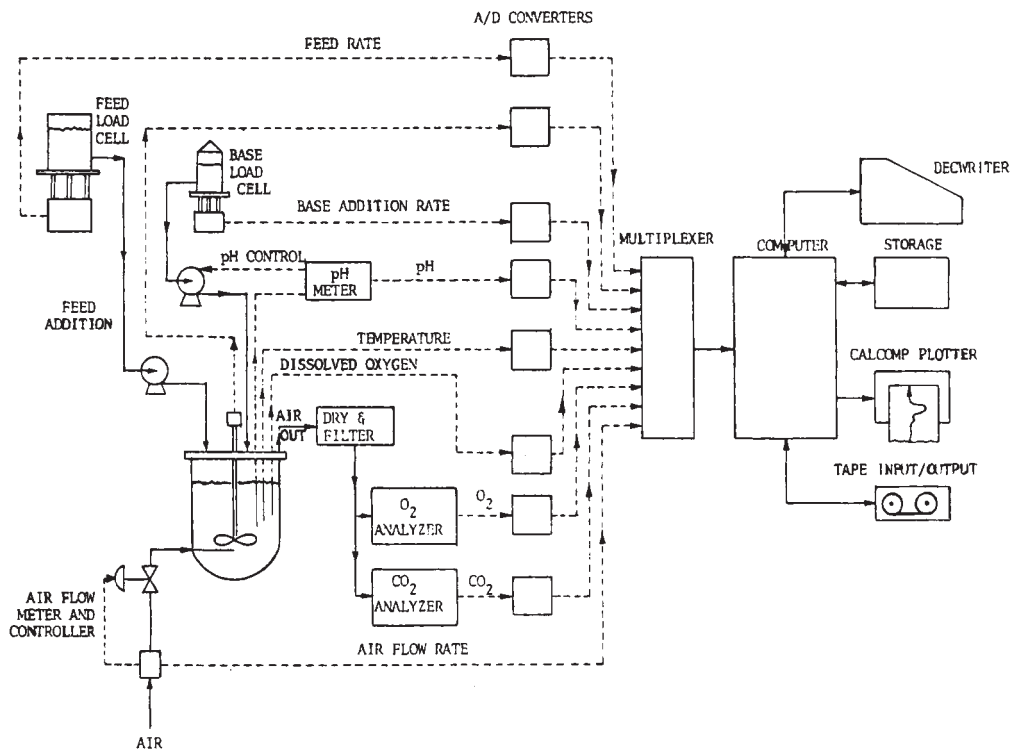 A/D CONVERTERS
FEED RATE
FEED
LOAD
CELL
BASE
LOAD
CELL
BASE ADDITION RATE
pH CONTROL
pH
METER
pH
FEED
ADDITION
TEMPERATURE
DISSOLVED OXYGEN
AIR
OUT
DRY &
FILTER
O2
ANALYZER
O2
CO2
ANALYZER
CO2
AIR FLOW
METER AND
CONTROLLER
AIR FLOW RATE
AIR
MULTIPLEXER
COMPUTER
DECWRITER
STORAGE
CALCOMP PLOTTER
TAPE INPUT/OUTPUT